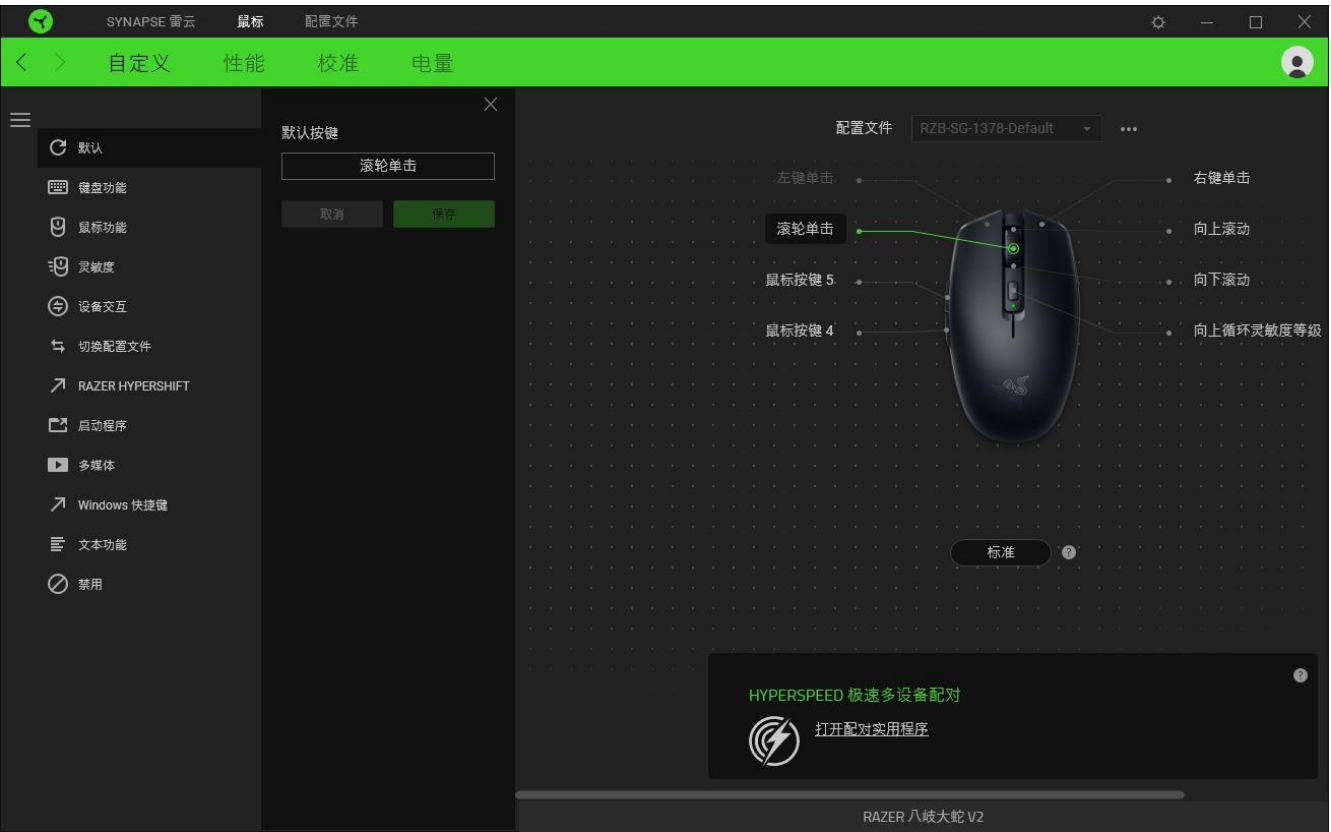 SYNAPSE 雷云 鼠标 配置文件
自定义 性能 校准 电量
默认
键盘功能
鼠标功能
灵敏度
设备交互
切换配置文件
RAZER HYPERSHIFT
启动程序
多媒体
Windows 快捷键
文本功能
禁用
默认按键
滚轮单击
取消 保存
配置文件 RZB-SG-1378-Default
左键单击
滚轮单击
鼠标按键 5
鼠标按键 4
右键单击
向上滚动
向下滚动
向上循环灵敏度等级
标准 ?
HYPERSPEED 极速多设备配对 ?
打开配对实用程序
RAZER 八岐大蛇 V2